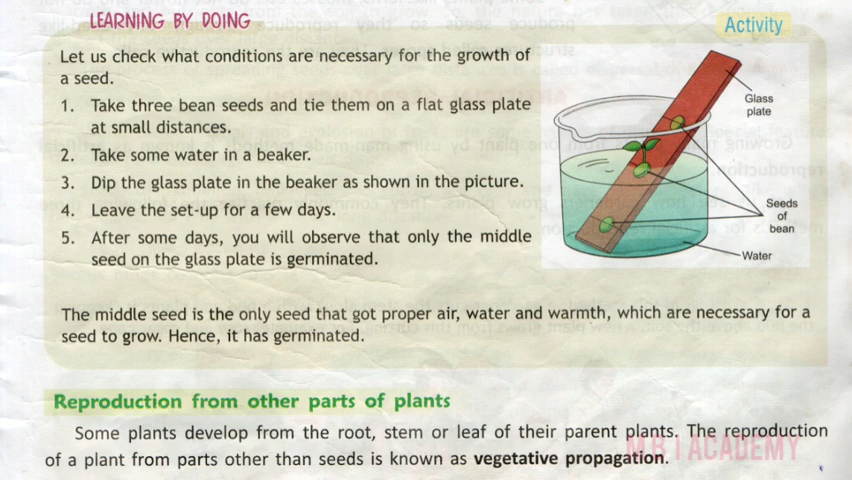 LEARNING BY DOING
Activity
Let us check what conditions are necessary for the growth of
a seed.
1. Take three bean seeds and tie them on a flat glass plate
at small distances.
2. Take some water in a beaker.
3. Dip the glass plate in the beaker as shown in the picture.
4. Leave the set-up for a few days.
5. After some days, you will observe that only the middle
seed on the glass plate is germinated.
Glass
plate
Seeds
of
bean
Water
The middle seed is the only seed that got proper air, water and warmth, which are necessary for a
seed to grow. Hence, it has germinated.
Reproduction from other parts of plants
Some plants develop from the root, stem or leaf of their parent plants. The reproduction
of a plant from parts other than seeds is known as vegetative propagation.
M B I ACADEMY